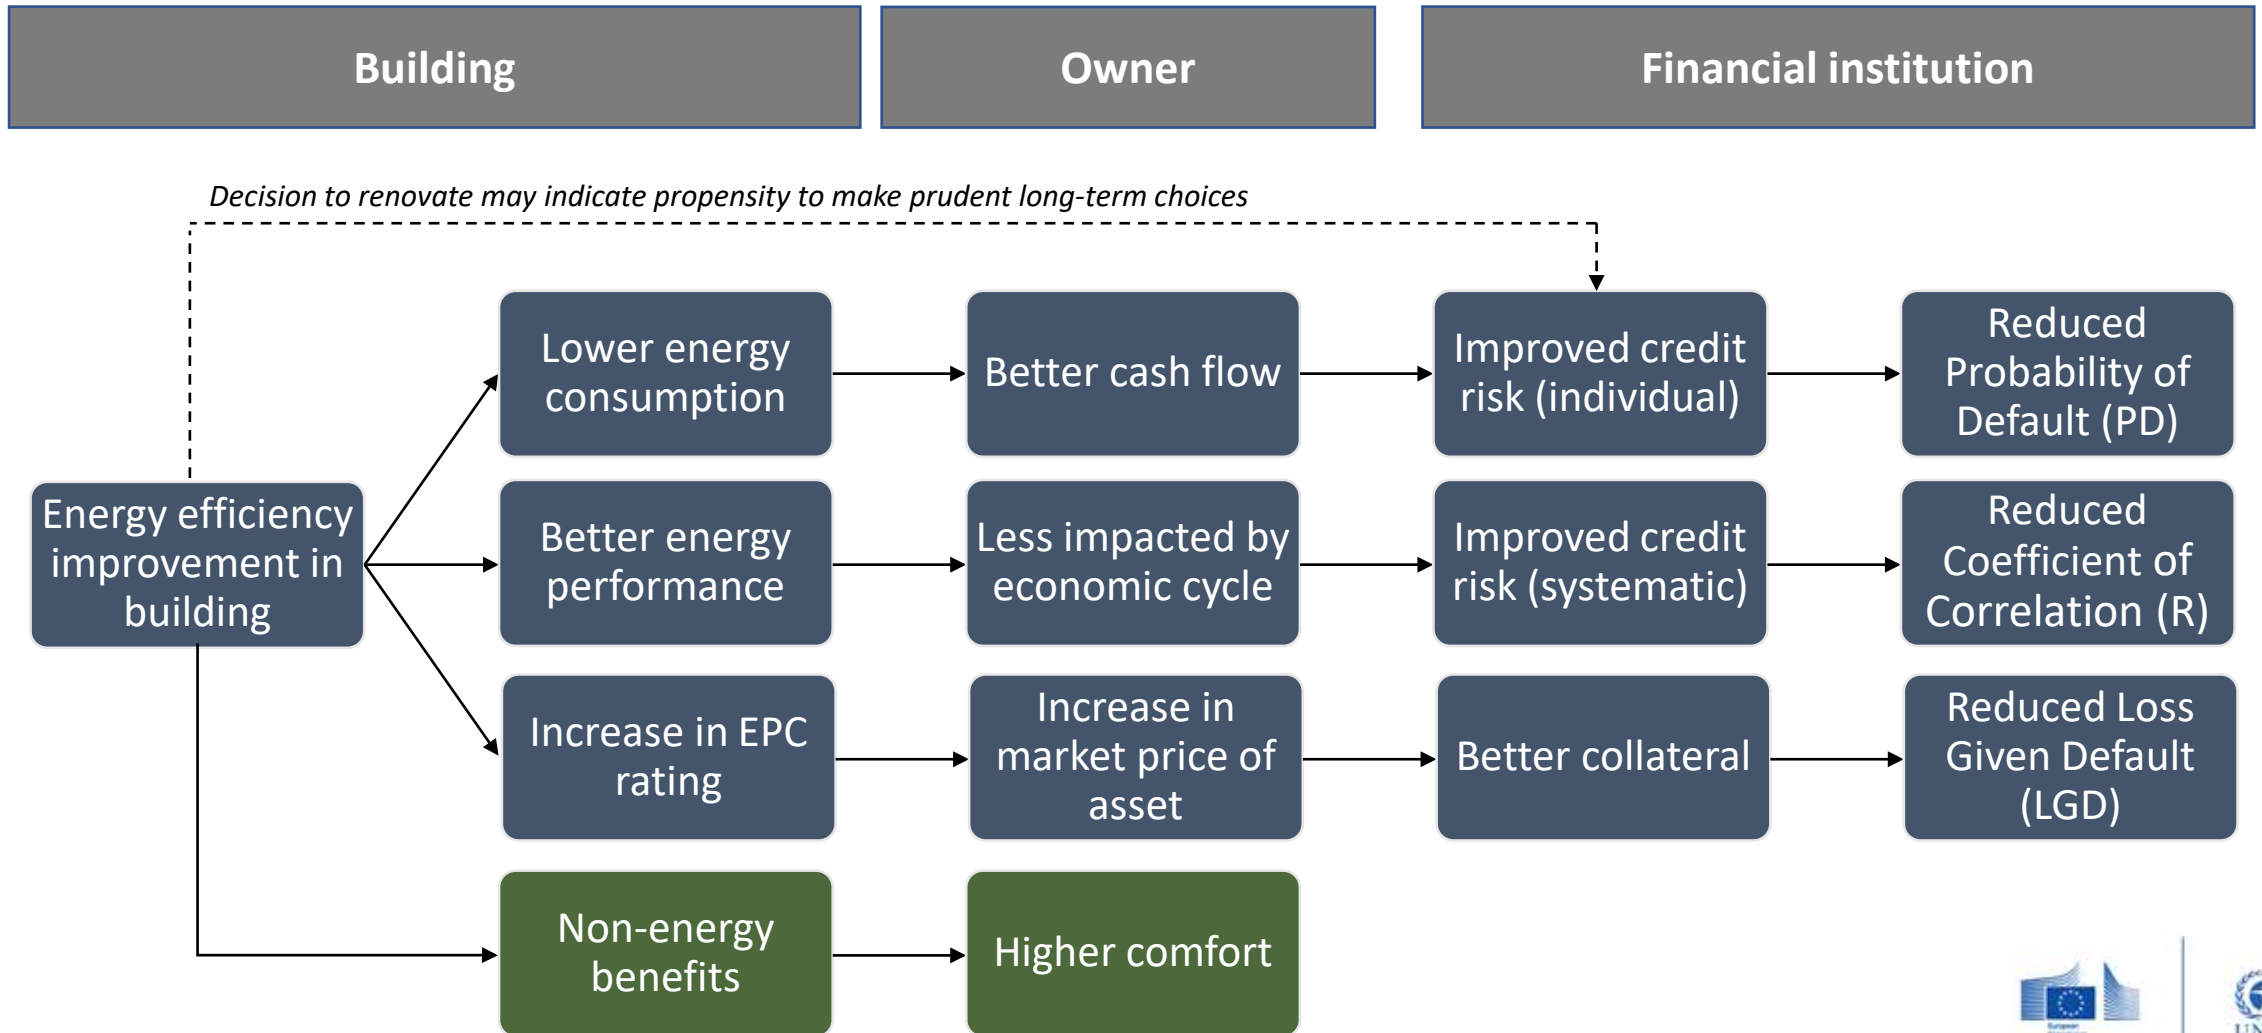 Building
Owner
Financial institution
Decision to renovate may indicate propensity to make prudent long-term choices
Energy efficiency
improvement in
building
Lower energy
consumption
Better cash flow
Improved credit
risk (individual)
Reduced
Probability of
Default (PD)
Better energy
performance
Less impacted by
economic cycle
Improved credit
risk (systematic)
Reduced
Coefficient of
Correlation (R)
Increase in EPC
rating
Increase in
market price of
asset
Better collateral
Reduced Loss
Given Default
(LGD)
Non-energy
benefits
Higher comfort
European